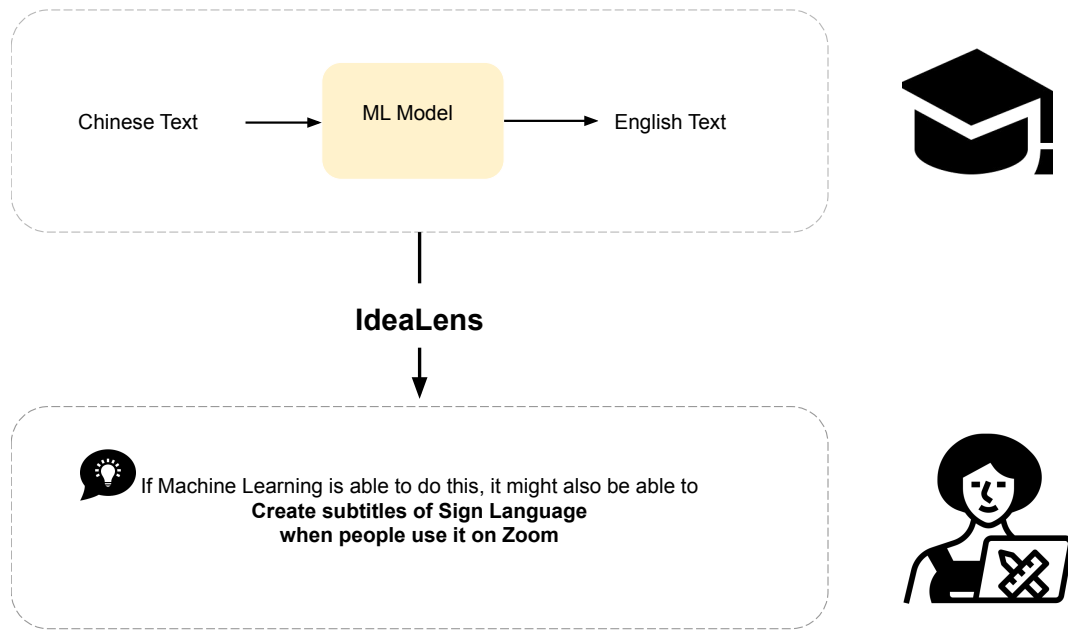 Chinese Text
ML Model
English Text
IdeaLens
If Machine Learning is able to do this, it might also be able to
Create subtitles of Sign Language
when people use it on Zoom